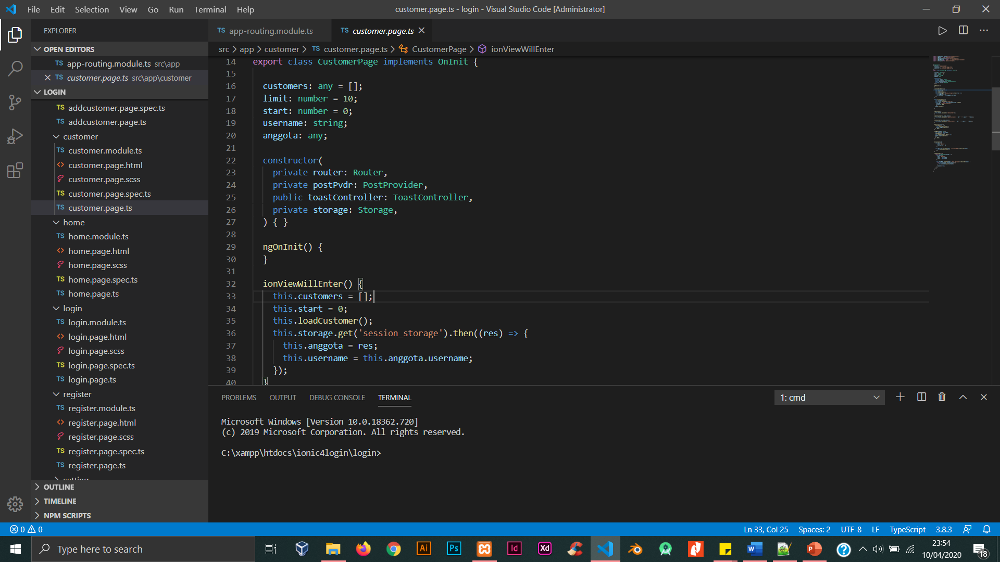 File Edit Selection View Go Run Terminal Help
customer.page.ts - login - Visual Studio Code [Administrator]
EXPLORER
OPEN EDITORS
TS app-routing.module.ts src\app
TS customer.page.ts src\app\customer
LOGIN
TS addcustomer.page.spec.ts
TS addcustomer.page.ts
customer
TS customer.module.ts
<> customer.page.html
customer.page.scss
TS customer.page.spec.ts
TS customer.page.ts
home
TS home.module.ts
<> home.page.html
home.page.scss
TS home.page.spec.ts
TS home.page.ts
login
TS login.module.ts
<> login.page.html
login.page.scss
TS login.page.spec.ts
TS login.page.ts
register
TS register.module.ts
<> register.page.html
register.page.scss
TS register.page.spec.ts
TS register.page.ts
setting
OUTLINE
TIMELINE
NPM SCRIPTS
TS app-routing.module.ts
TS customer.page.ts
src > app > customer > TS customer.page.ts > CustomerPage > ionViewWillEnter
14 export class CustomerPage implements OnInit {
15
16 customers: any = [];
17 limit: number = 10;
18 start: number = 0;
19 username: string;
20 anggota: any;
21
22 constructor(
23 private router: Router,
24 private postPvdr: PostProvider,
25 public toastController: ToastController,
26 private storage: Storage,
27 ) { }
28
29 ngOnInit() {
30 }
31
32 ionViewWillEnter() {
33 this.customers = [];
34 this.start = 0;
35 this.loadCustomer();
36 this.storage.get('session_storage').then((res) => {
37 this.anggota = res;
38 this.username = this.anggota.username;
39 });
40 }
PROBLEMS OUTPUT DEBUG CONSOLE TERMINAL
1: cmd
Microsoft Windows [Version 10.0.18362.720]
(c) 2019 Microsoft Corporation. All rights reserved.
C:\xampp\htdocs\ionic4login\login>
0 0
Ln 33, Col 25 Spaces: 2 UTF-8 LF TypeScript 3.8.3
Type here to search
Ai Ps Id Xd
23:54
10/04/2020
18